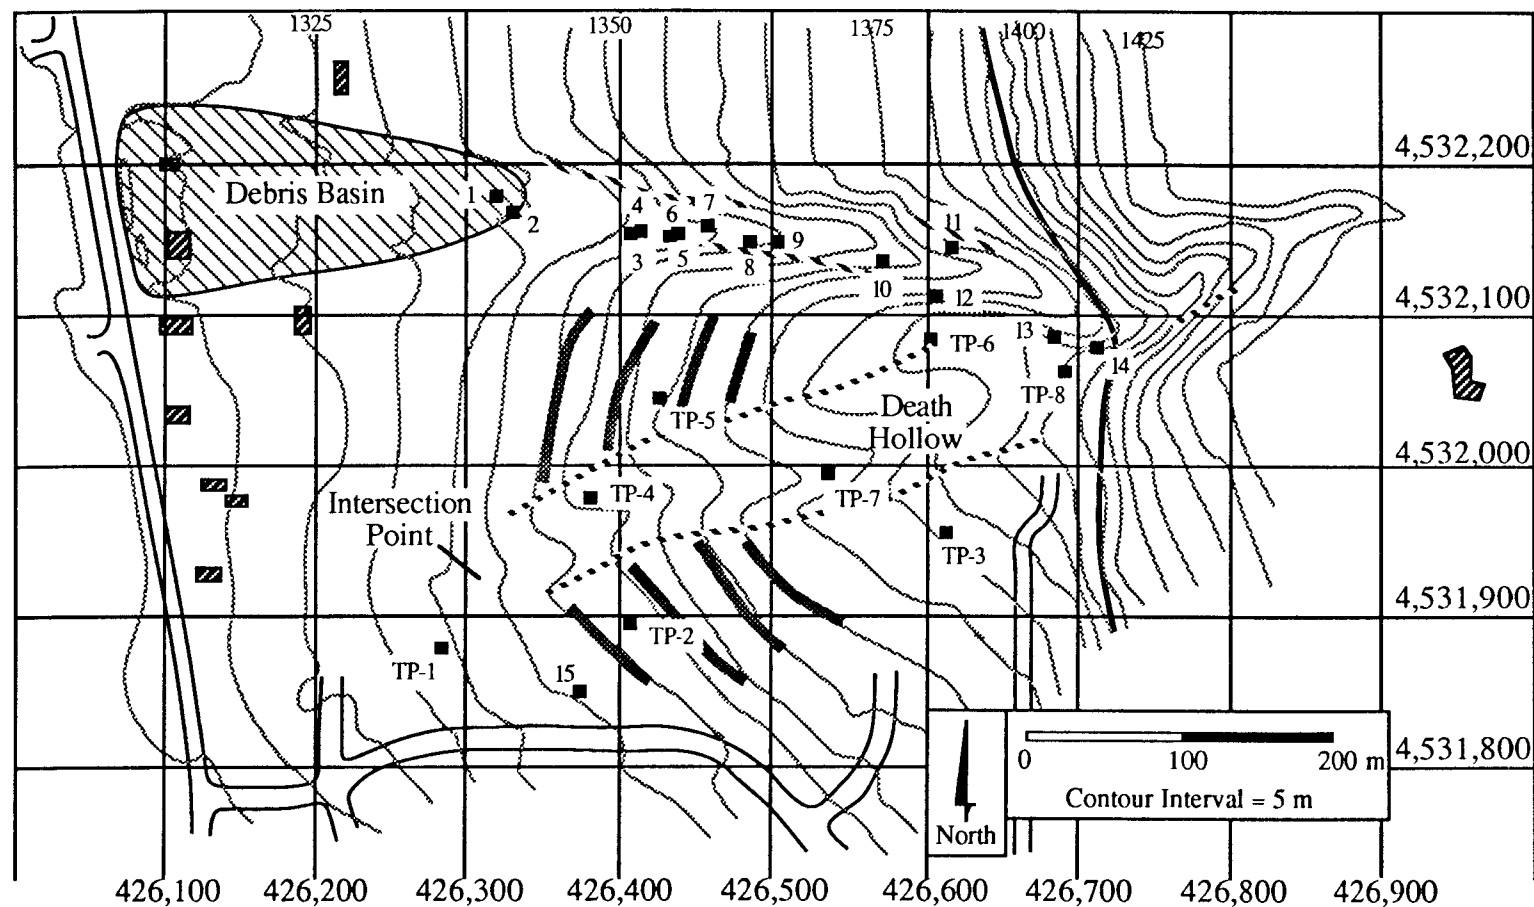 1325
1350
1375
1400
1425
4,532,200
Debris Basin
1
2
4
6
7
3
5
8
9
11
10
12
4,532,100
13
14
TP-6
TP-8
TP-5
Death
Hollow
4,532,000
TP-4
TP-7
Intersection
Point
TP-3
4,531,900
TP-2
TP-1
15
4,531,800
0
100
200 m
Contour Interval = 5 m
North
426,100
426,200
426,300
426,400
426,500
426,600
426,700
426,800
426,900